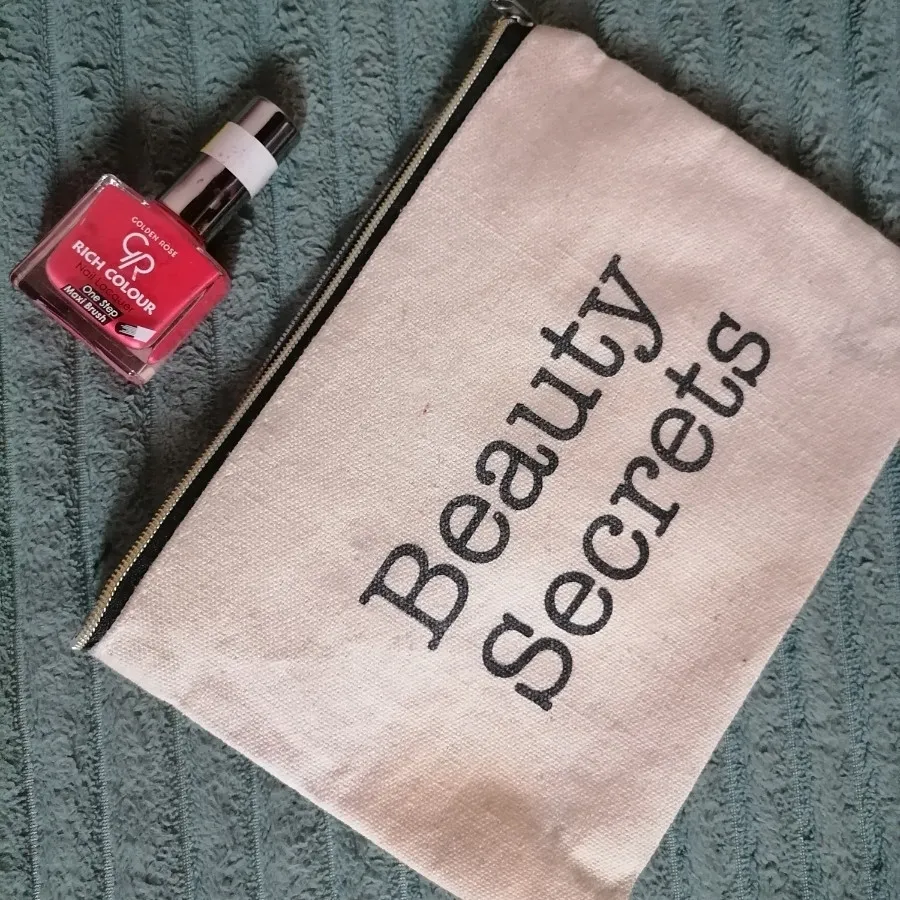 GOLDEN ROSE
GR
RICH COLOUR
Nail Lacquer
One Step
Maxi Brush
Beauty
Secrets